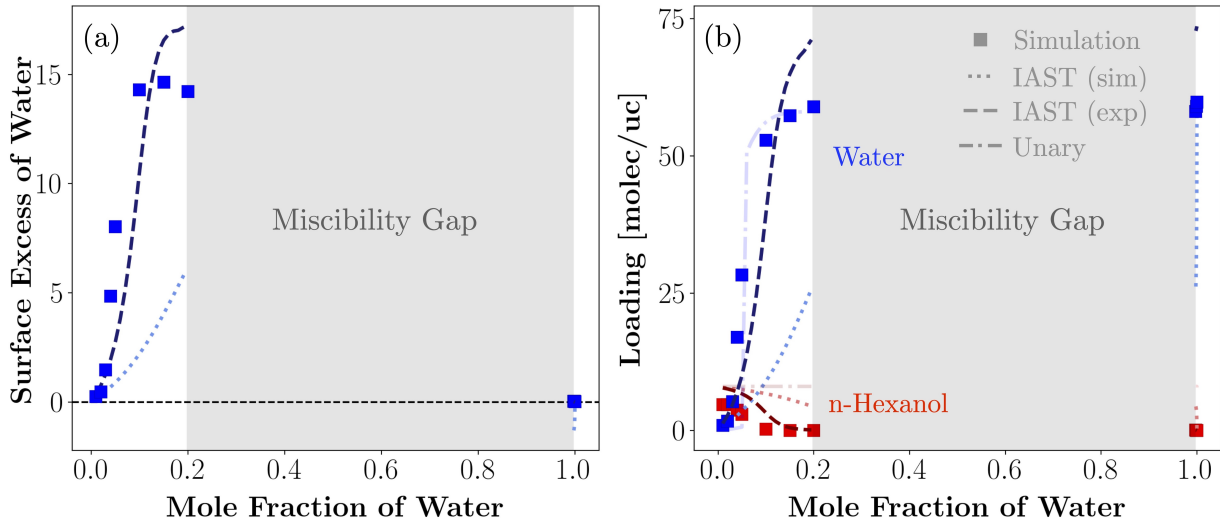 (a)
Surface Excess of Water
15
10
5
0
Miscibility Gap
0.0 0.2 0.4 0.6 0.8 1.0
Mole Fraction of Water
(b)
Loading [molec/uc]
75
50
25
0
Simulation
IAST (sim)
IAST (exp)
Unary
Water
Miscibility Gap
n-Hexanol
0.0 0.2 0.4 0.6 0.8 1.0
Mole Fraction of Water